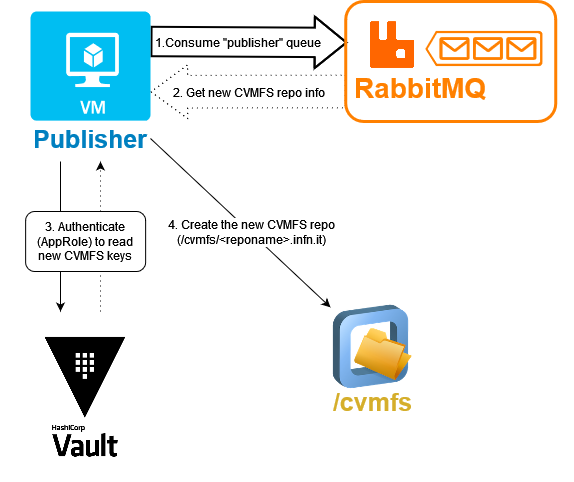 1.Consume "publisher" queue
2. Get new CVMFS repo info
RabbitMQ
VM
Publisher
3. Authenticate
(AppRole) to read
new CVMFS keys
4. Create the new CVMFS repo
(/cvmfs/<reponame>.infn.it)
/cvmfs
HashiCorp
Vault